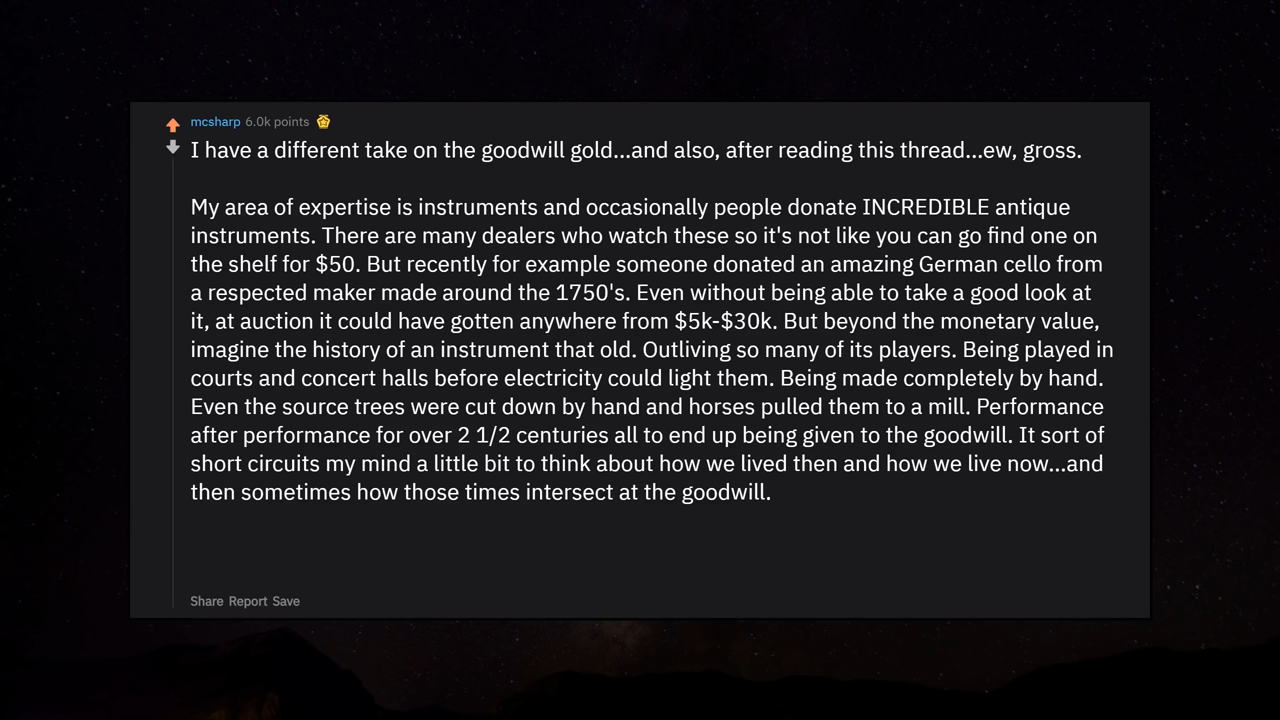 mcsharp 6.0k points
I have a different take on the goodwill gold...and also, after reading this thread...ew, gross.
My area of expertise is instruments and occasionally people donate INCREDIBLE antique
instruments. There are many dealers who watch these so it's not like you can go find one on
the shelf for $50. But recently for example someone donated an amazing German cello from
a respected maker made around the 1750's. Even without being able to take a good look at
it, at auction it could have gotten anywhere from $5k-$30k. But beyond the monetary value,
imagine the history of an instrument that old. Outliving so many of its players. Being played in
courts and concert halls before electricity could light them. Being made completely by hand.
Even the source trees were cut down by hand and horses pulled them to a mill. Performance
after performance for over 2 1/2 centuries all to end up being given to the goodwill. It sort of
short circuits my mind a little bit to think about how we lived then and how we live now...and
then sometimes how those times intersect at the goodwill.
Share Report Save